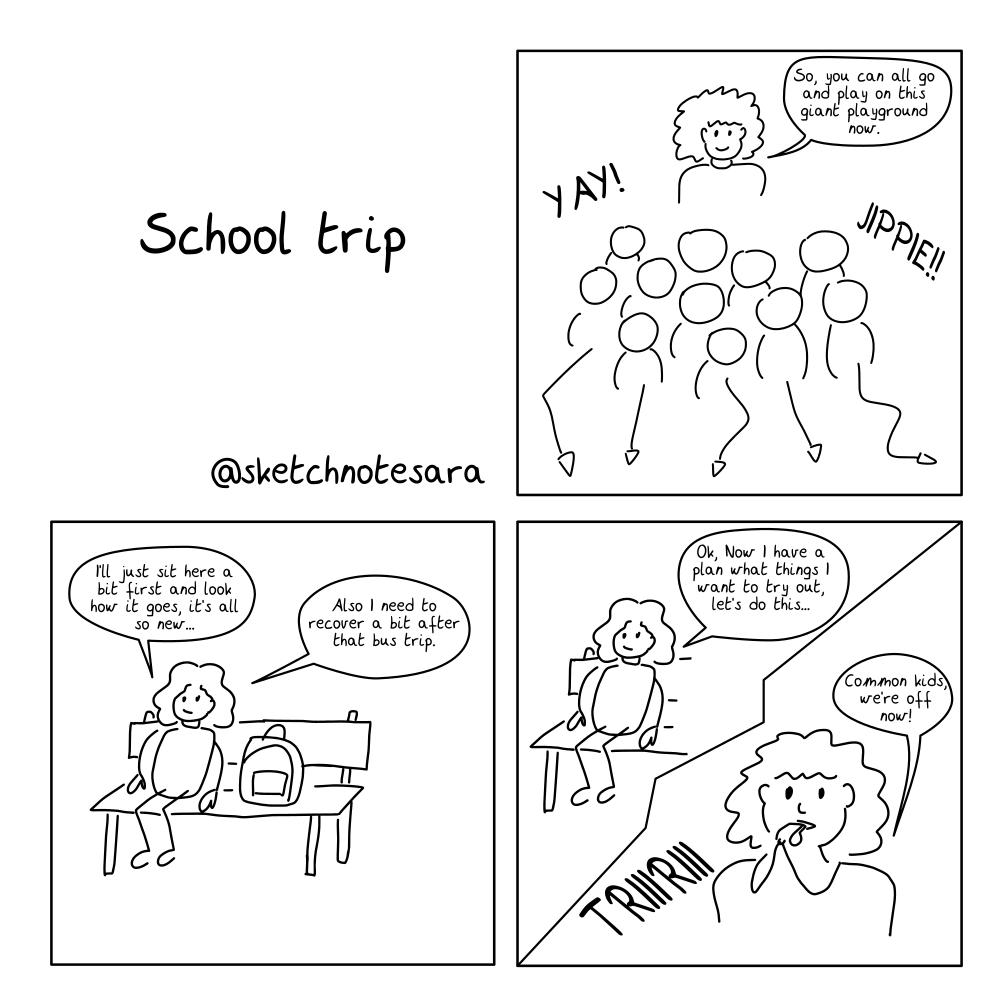 School trip
@sketchnotesara
So, you can all go
and play on this
giant playground
now.
YAY!
JIPPIE!!
I'll just sit here a
bit first and look
how it goes, it's all
so new...
Also I need to
recover a bit after
that bus trip.
Ok, Now I have a
plan what things I
want to try out,
let's do this...
Common kids,
we're off
now!
TRIIIRIII